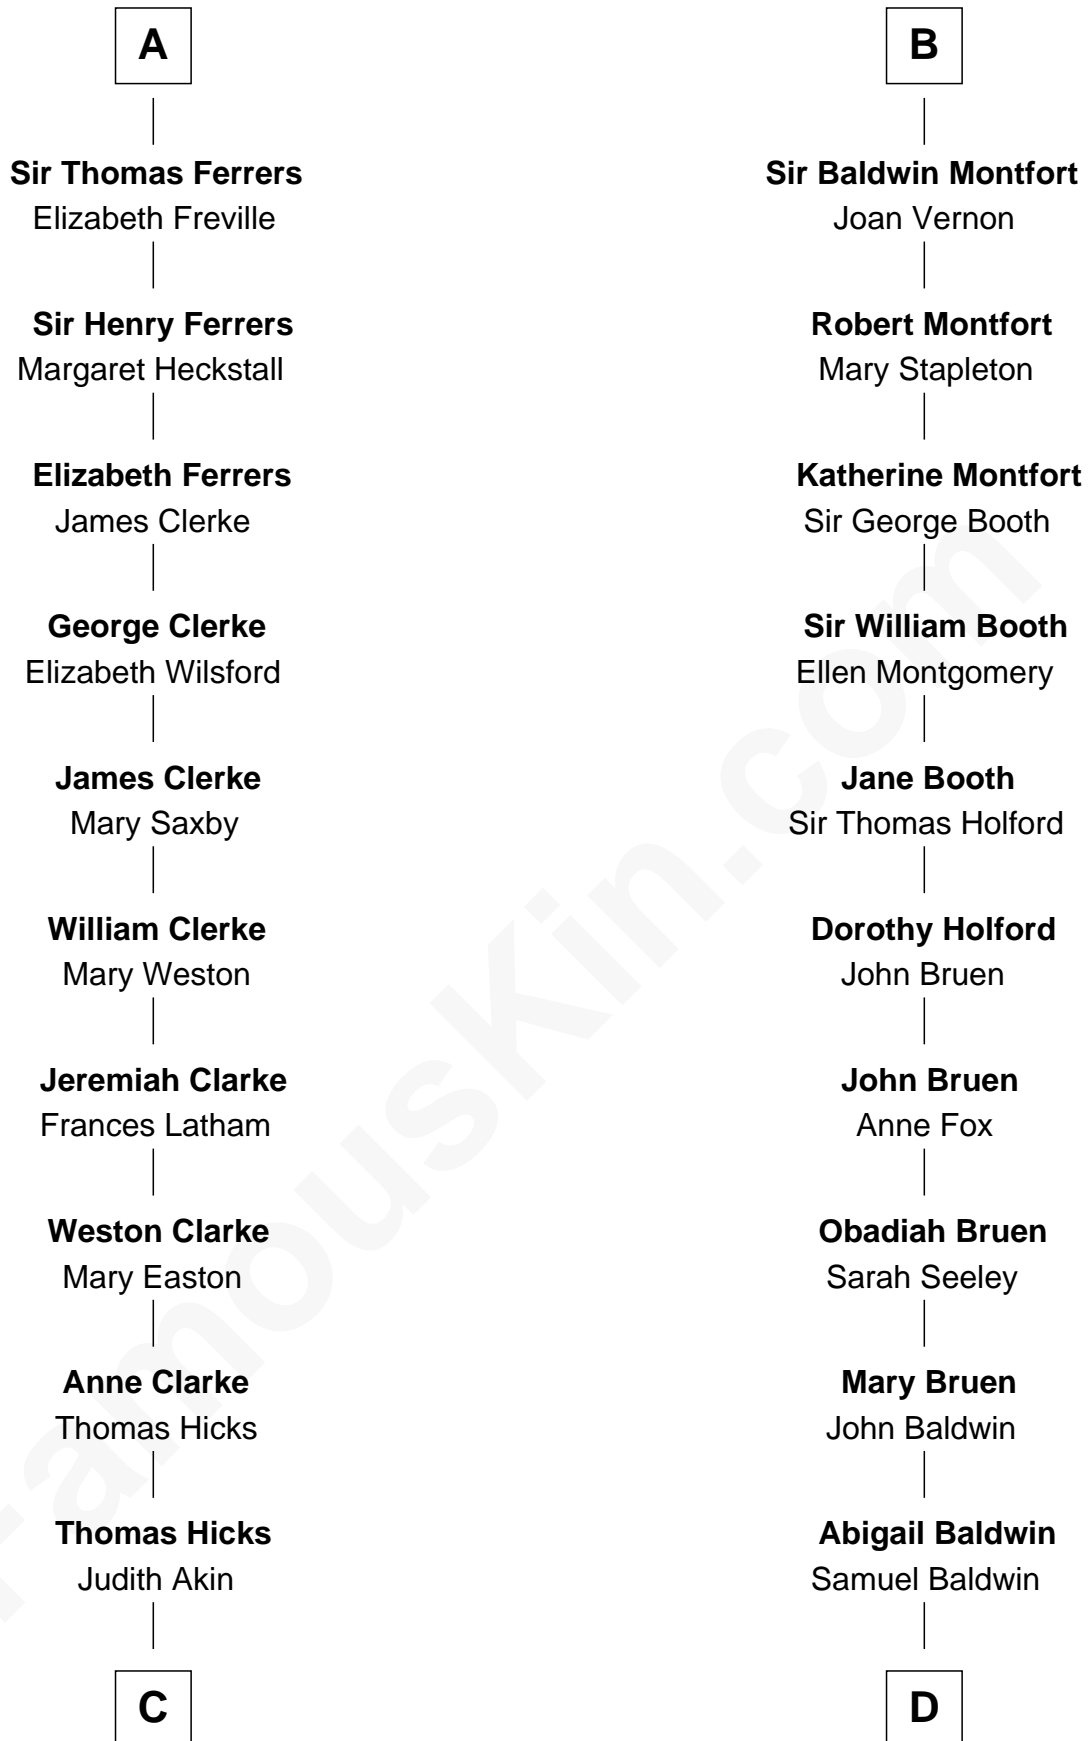 A
Sir Thomas Ferrers
Elizabeth Freville
Sir Henry Ferrers
Margaret Heckstall
Elizabeth Ferrers
James Clerke
George Clerke
Elizabeth Wilsford
James Clerke
Mary Saxby
William Clerke
Mary Weston
Jeremiah Clarke
Frances Latham
Weston Clarke
Mary Easton
Anne Clarke
Thomas Hicks
Thomas Hicks
Judith Akin
C
B
Sir Baldwin Montfort
Joan Vernon
Robert Montfort
Mary Stapleton
Katherine Montfort
Sir George Booth
Sir William Booth
Ellen Montgomery
Jane Booth
Sir Thomas Holford
Dorothy Holford
John Bruen
John Bruen
Anne Fox
Obadiah Bruen
Sarah Seeley
Mary Bruen
John Baldwin
Abigail Baldwin
Samuel Baldwin
D
FamousKin.com